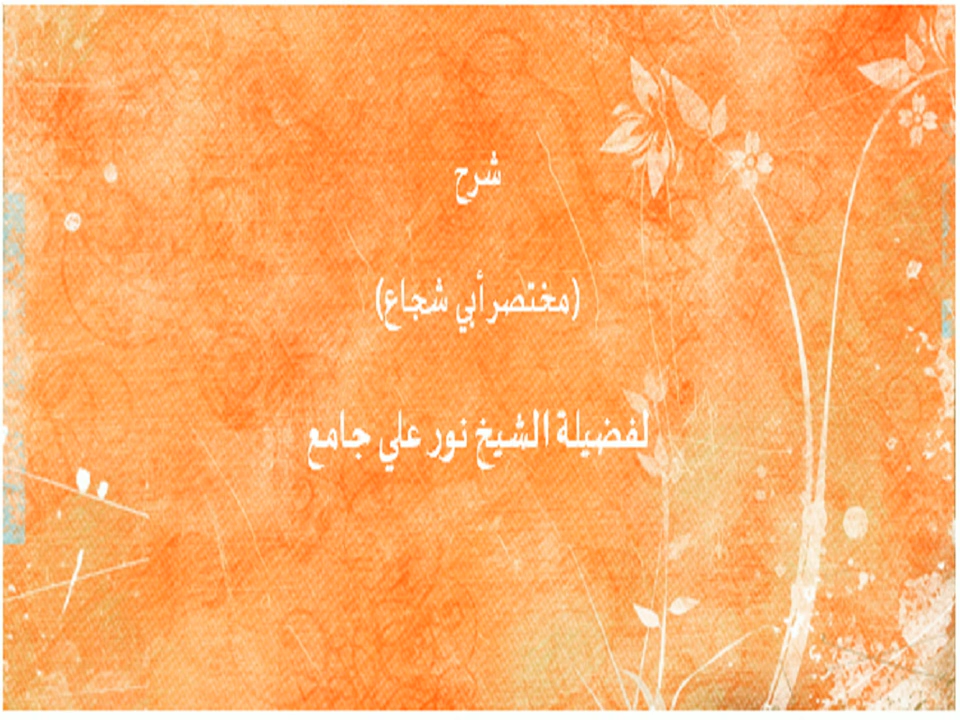 شرح
(مختصر أبي شجاع)
لفضيلة الشيخ نور علي جامع